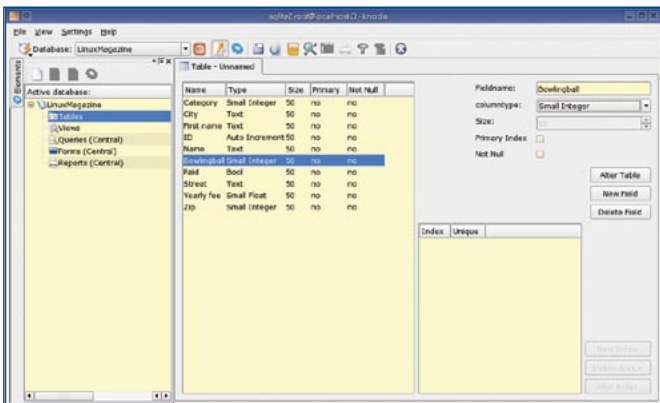 sqlite2 root@localhost3 - knoda
File View Settings Help
Database: LinuxMagazine
Elements
Table - Unnamed
Active database:
LinuxMagazine
Tables
Views
Queries (Central)
Forms (Central)
Reports (Central)
Name Type Size Primary Not Null
Category Small Integer 50 no no
City Text 50 no no
First name Text 50 no no
ID Auto Increment 50 no no
Name Text 50 no no
Bowlingball Small Integer 50 no no
Paid Bool 50 no no
Street Text 50 no no
Yearly fee Small Float 50 no no
Zip Small Integer 50 no no
Fieldname: Bowlingball
columntype: Small Integer
Size:
Primary Index
Not Null
Alter Table
New Field
Delete Field
Index Unique
New Index
Delete Index
Alter Index